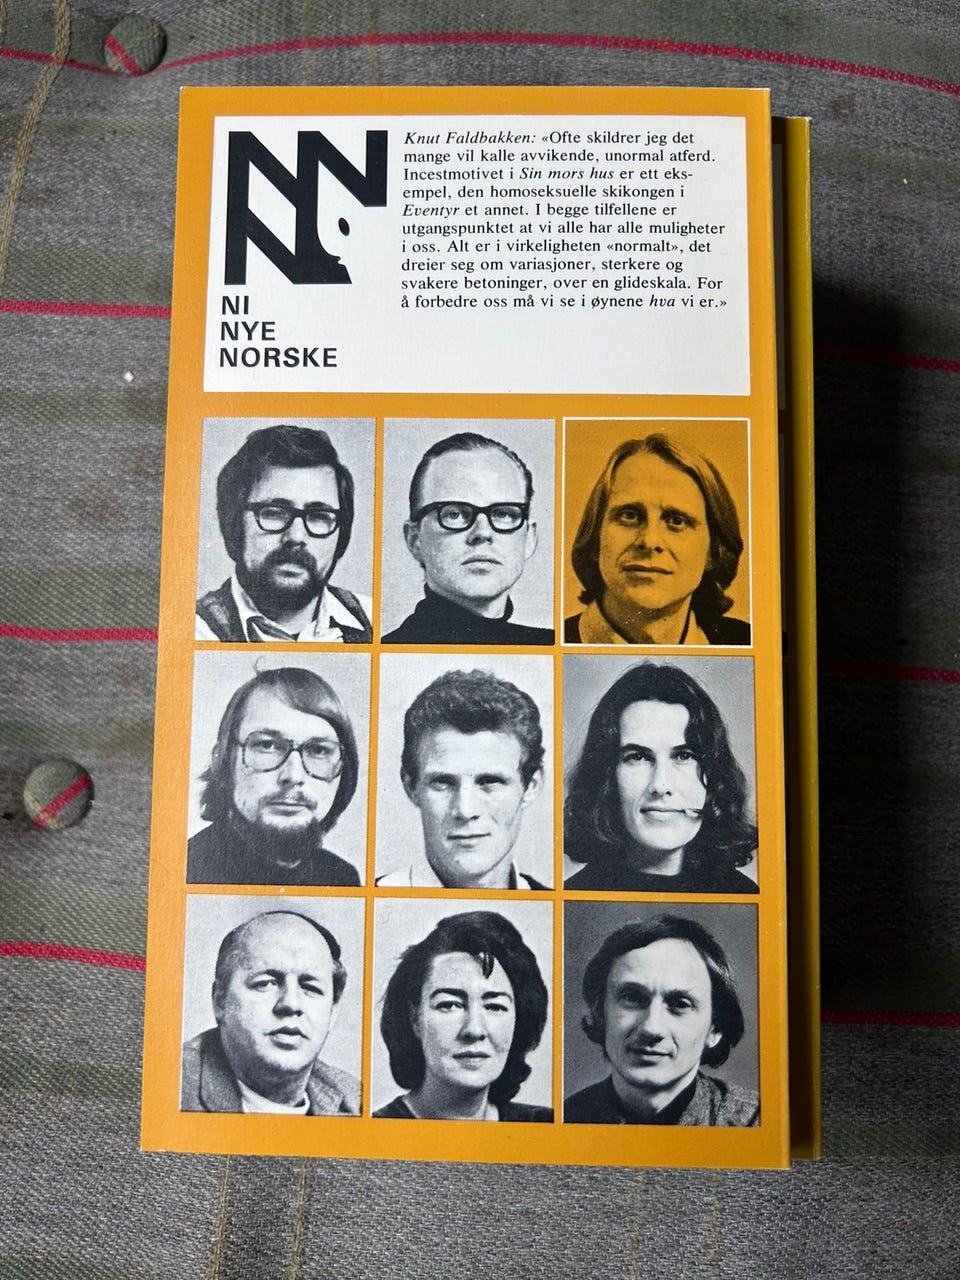 NN
N
NI
NYE
NORSKE
Knut Faldbakken: «Ofte skildrer jeg det
mange vil kalle avvikende, unormal atferd.
Incestmotivet i Sin mors hus er ett eks-
empel, den homoseksuelle skikongen i
Eventyr et annet. I begge tilfellene er
utgangspunktet at vi alle har alle muligheter
i oss. Alt er i virkeligheten «normalt», det
dreier seg om variasjoner, sterkere og
svakere betoninger, over en glideskala. For
å forbedre oss må vi se i øynene hva vi er.»